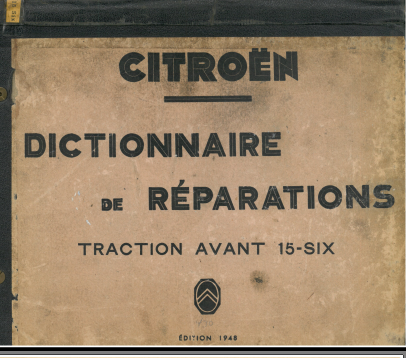 CITROËN
DICTIONNAIRE
DE RÉPARATIONS
TRACTION AVANT 15-SIX
ÉDITION 1948